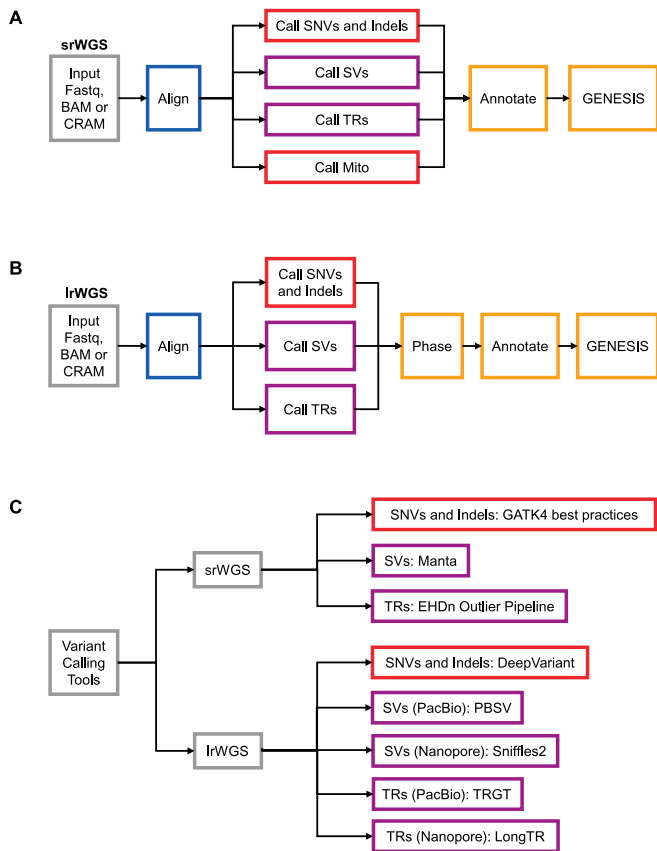 A
srWGS
Input
Fastq,
BAM or
CRAM
Align
Call SNVs and Indels
Call SVs
Call TRs
Call Mito
Annotate
GENESIS
B
lrWGS
Input
Fastq,
BAM or
CRAM
Align
Call SNVs
and Indels
Call SVs
Call TRs
Phase
Annotate
GENESIS
C
Variant
Calling
Tools
srWGS
SNVs and Indels: GATK4 best practices
SVs: Manta
TRs: EHDn Outlier Pipeline
lrWGS
SNVs and Indels: DeepVariant
SVs (PacBio): PBSV
SVs (Nanopore): Sniffles2
TRs (PacBio): TRGT
TRs (Nanopore): LongTR